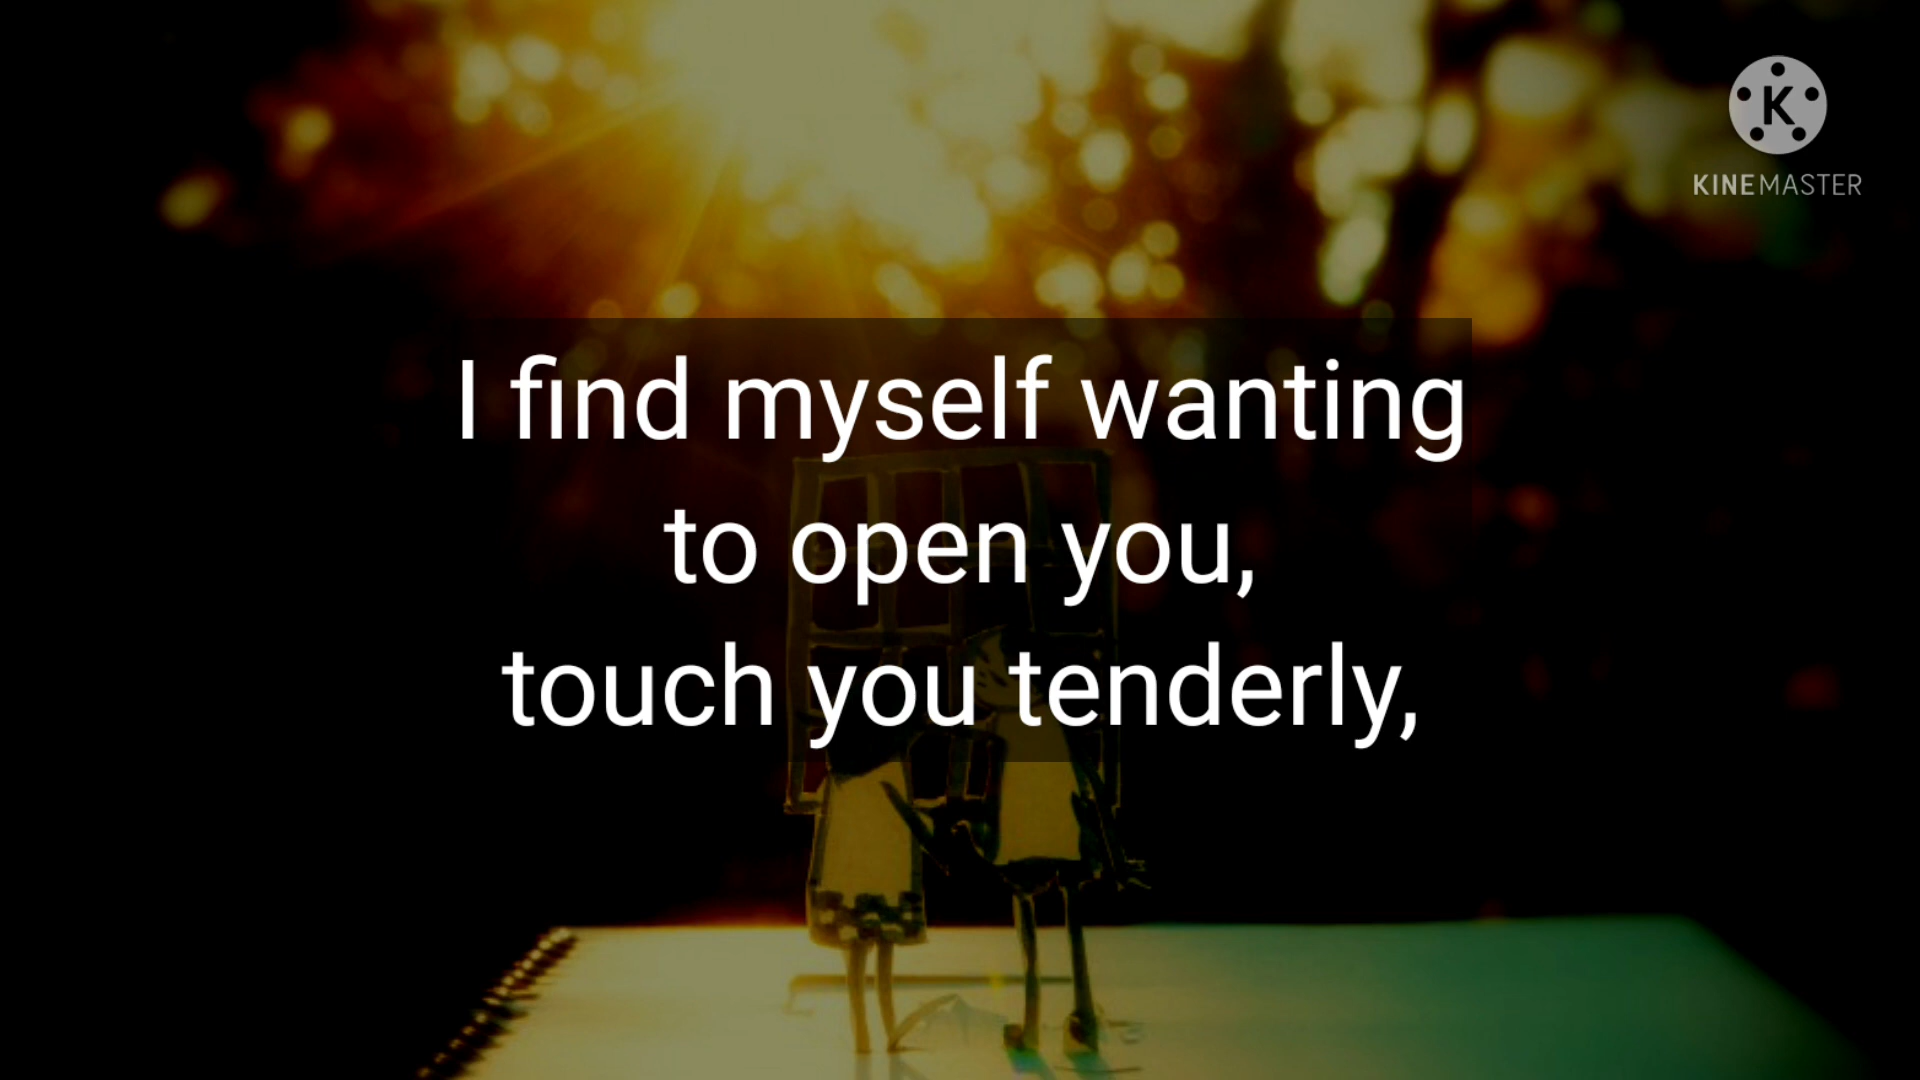 K
KINEMASTER
I find myself wanting
to open you,
touch you tenderly,